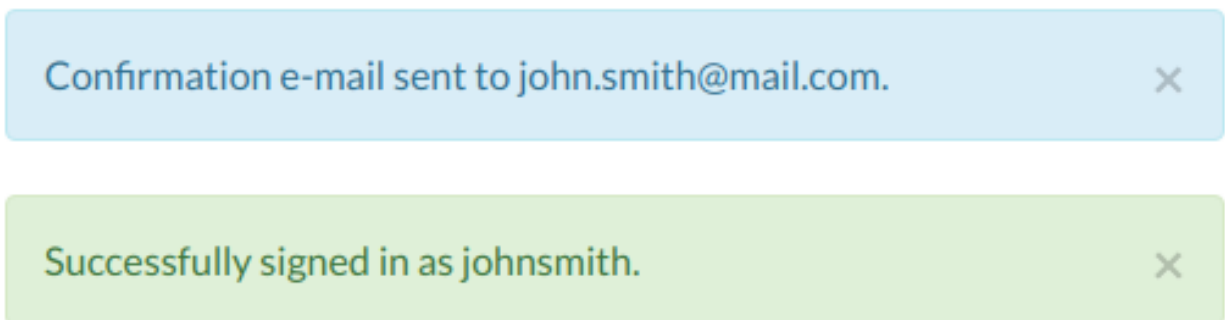 Confirmation e-mail sent to john.smith@mail.com.
Successfully signed in as johnsmith.